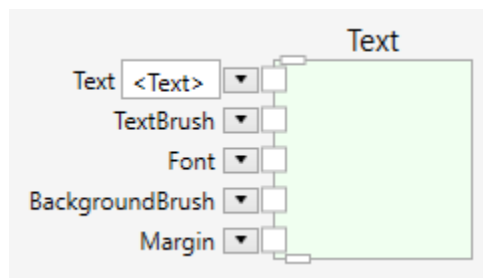 Text
Text <Text>
TextBrush
Font
BackgroundBrush
Margin